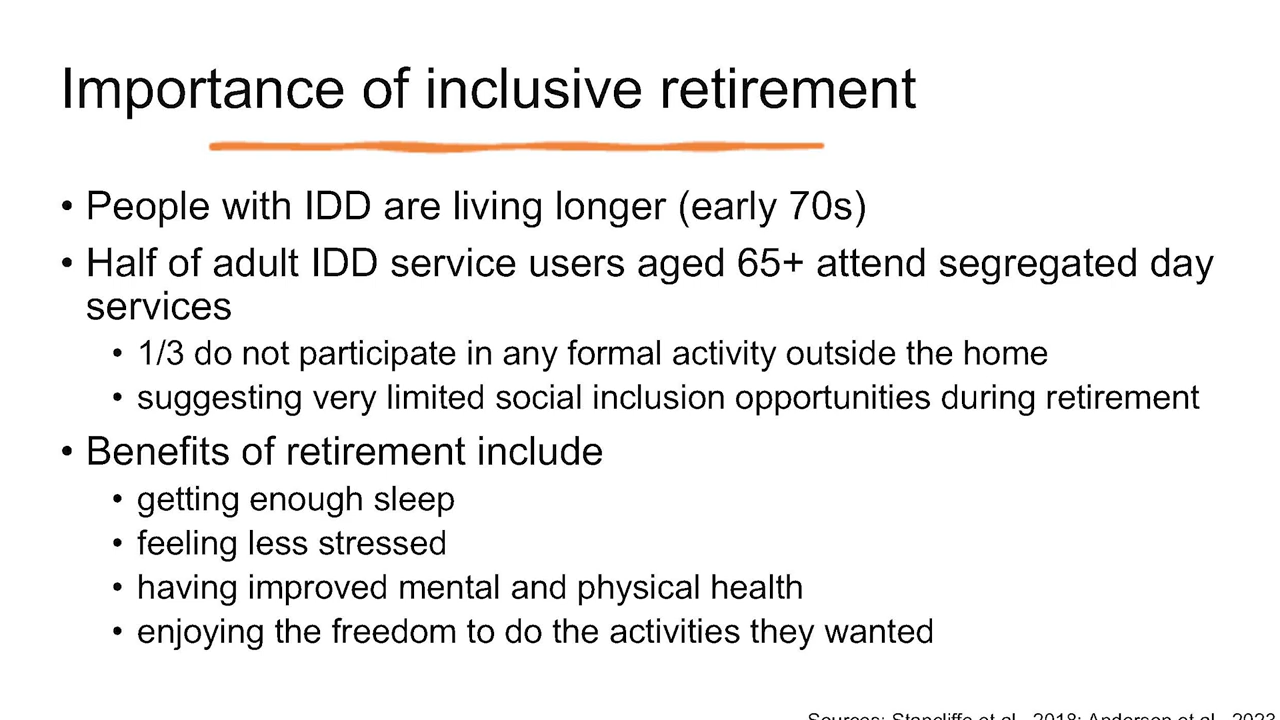 Importance of inclusive retirement
• People with IDD are living longer (early 70s)
• Half of adult IDD service users aged 65+ attend segregated day
services
• 1/3 do not participate in any formal activity outside the home
• suggesting very limited social inclusion opportunities during retirement
• Benefits of retirement include
• getting enough sleep
• feeling less stressed
• having improved mental and physical health
• enjoying the freedom to do the activities they wanted
Sources: Stancliffe et al., 2018; Anderson et al., 2023